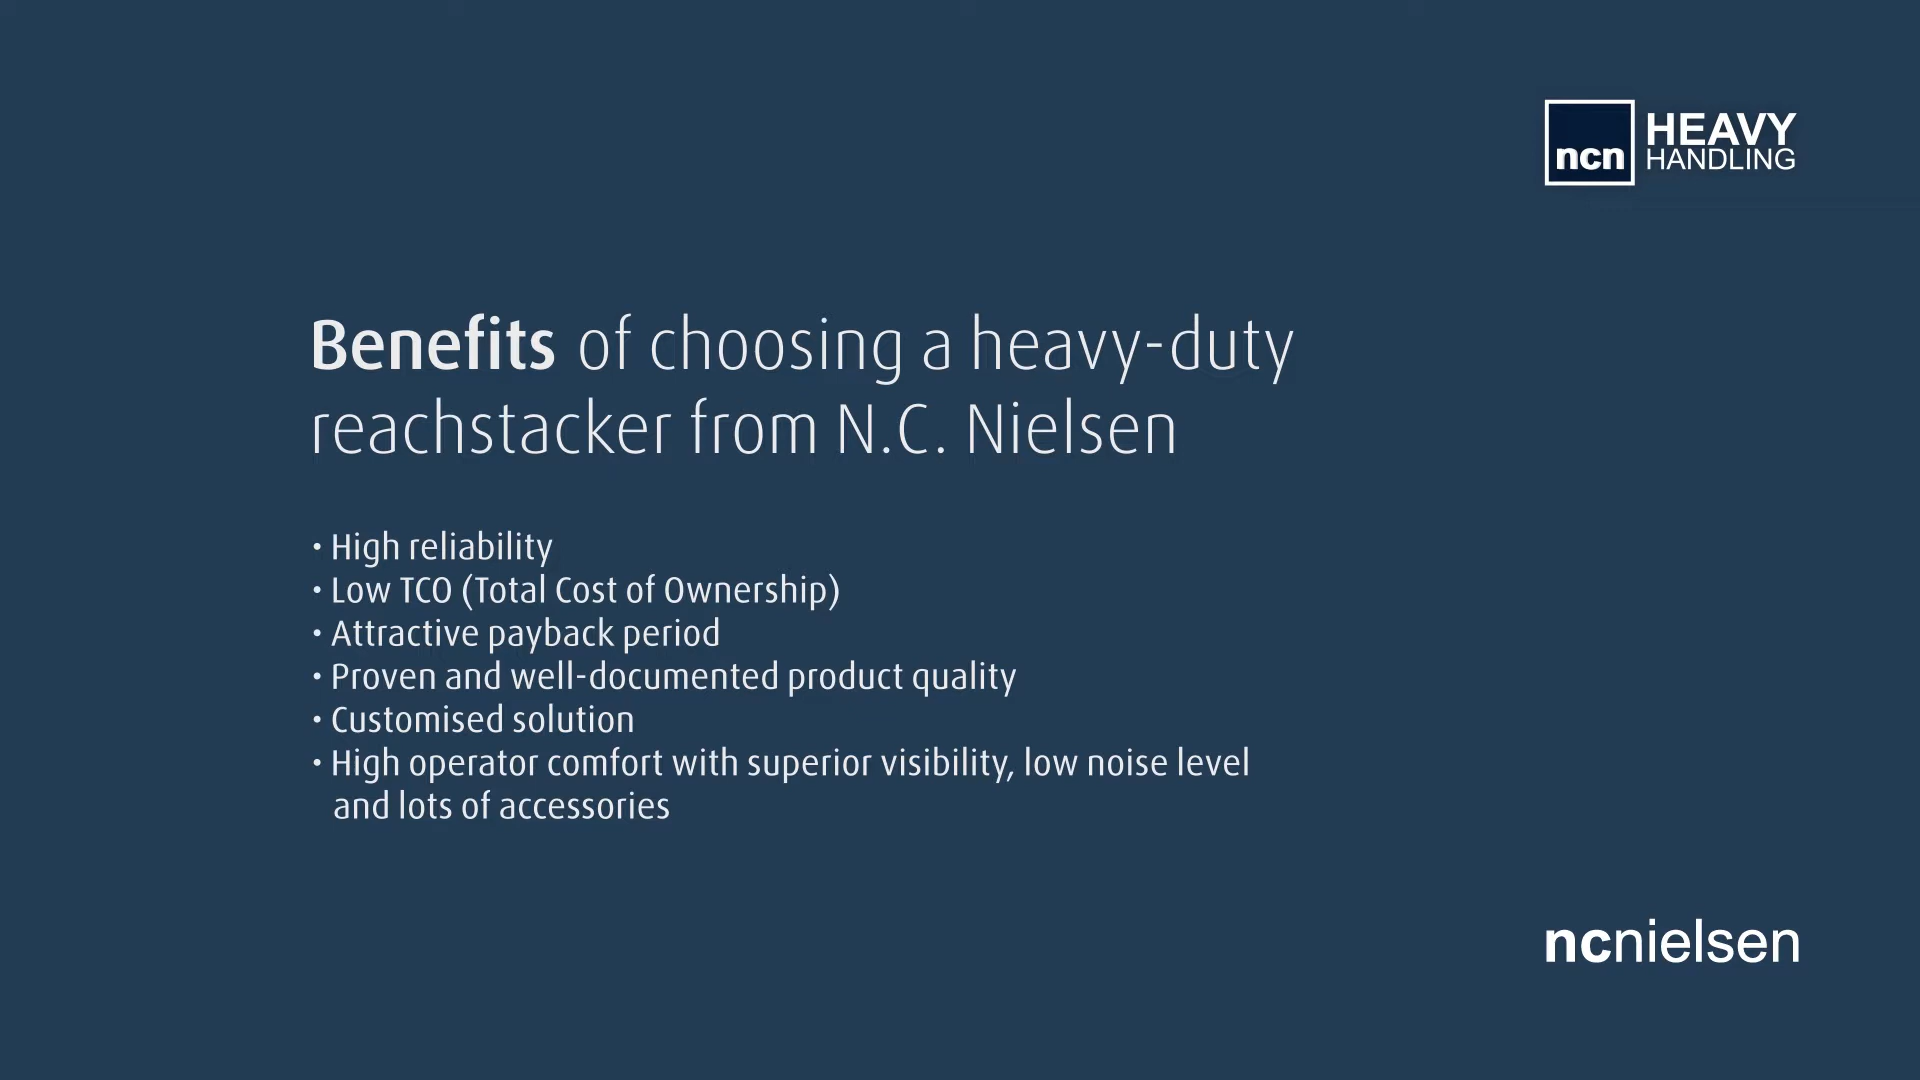 ncn HEAVY
HANDLING
Benefits of choosing a heavy-duty
reachstacker from N.C. Nielsen
• High reliability
• Low TCO (Total Cost of Ownership)
• Attractive payback period
• Proven and well-documented product quality
• Customised solution
• High operator comfort with superior visibility, low noise level
and lots of accessories
ncnielsen